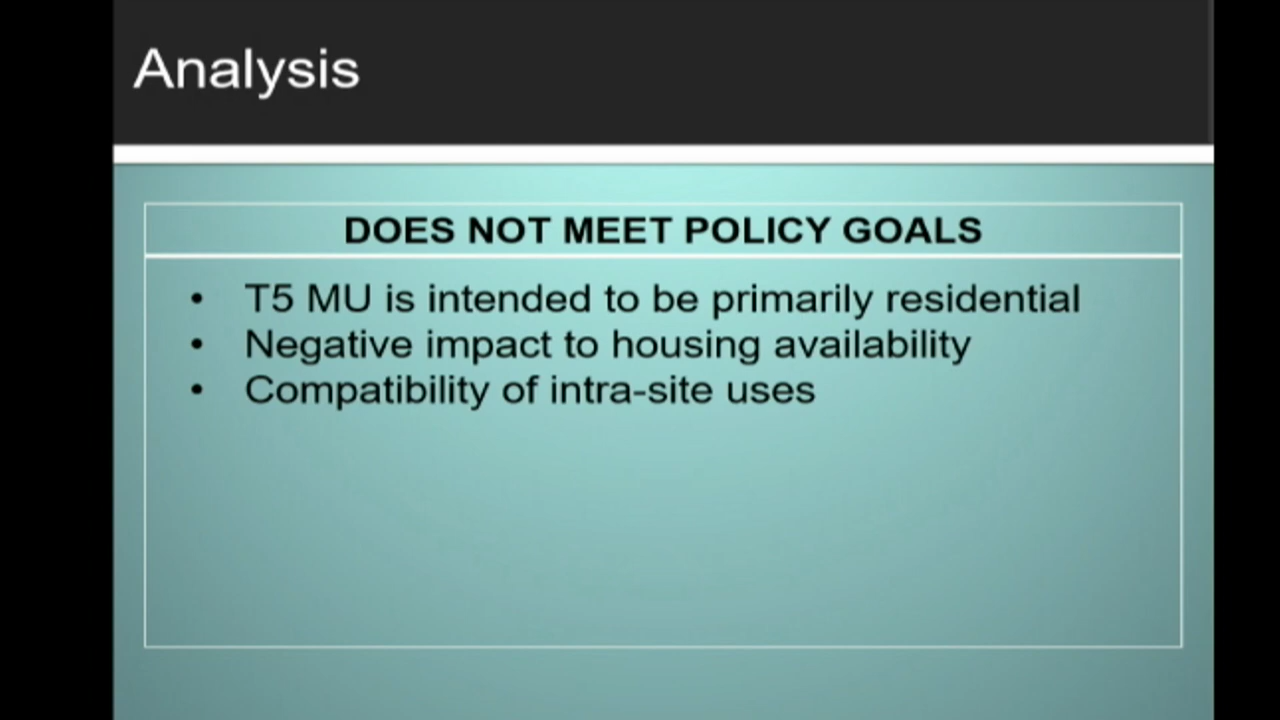 Analysis
DOES NOT MEET POLICY GOALS
• T5 MU is intended to be primarily residential
• Negative impact to housing availability
• Compatibility of intra-site uses